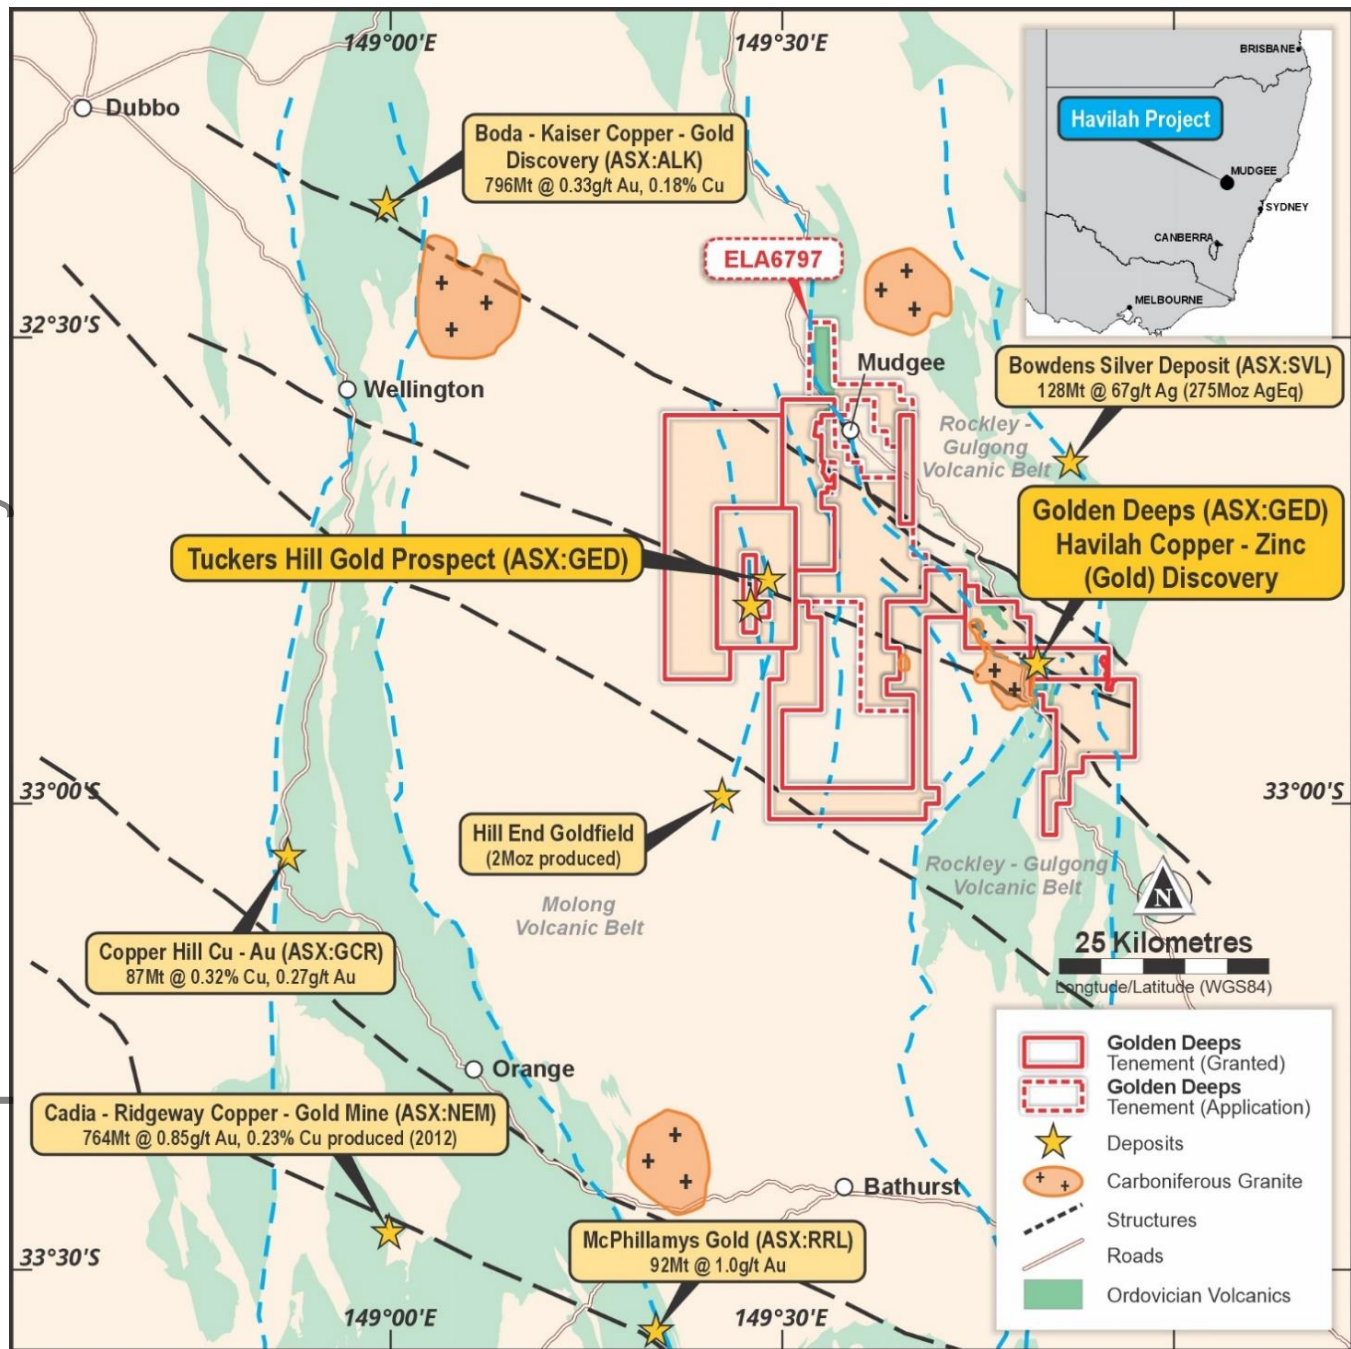 149°00'E
149°30'E
BRISBANE
Dubbo
Boda - Kaiser Copper - Gold
Discovery (ASX:ALK)
796Mt @ 0.33g/t Au, 0.18% Cu
Havilah Project
MUDGEE
SYDNEY
CANBERRA
MELBOURNE
ELA6797
32°30'S
Mudgee
Bowdens Silver Deposit (ASX:SVL)
128Mt @ 67g/t Ag (275Moz AgEq)
Wellington
Rockley -
Gulgong
Volcanic Belt
Golden Deeps (ASX:GED)
Havilah Copper - Zinc
(Gold) Discovery
Tuckers Hill Gold Prospect (ASX:GED)
33°00'S
33°00'S
Hill End Goldfield
(2Moz produced)
Rockley - Gulgong
Volcanic Belt
Molong
Volcanic Belt
N
Copper Hill Cu - Au (ASX:GCR)
87Mt @ 0.32% Cu, 0.27g/t Au
25 Kilometres
Longtude/Latitude (WGS84)
Orange
Cadia - Ridgeway Copper - Gold Mine (ASX:NEM)
764Mt @ 0.85g/t Au, 0.23% Cu produced (2012)
Bathurst
McPhillamys Gold (ASX:RRL)
92Mt @ 1.0g/t Au
33°30'S
149°00'E
149°30'E
Golden Deeps
Tenement (Granted)
Golden Deeps
Tenement (Application)
Deposits
Carboniferous Granite
Structures
Roads
Ordovician Volcanics